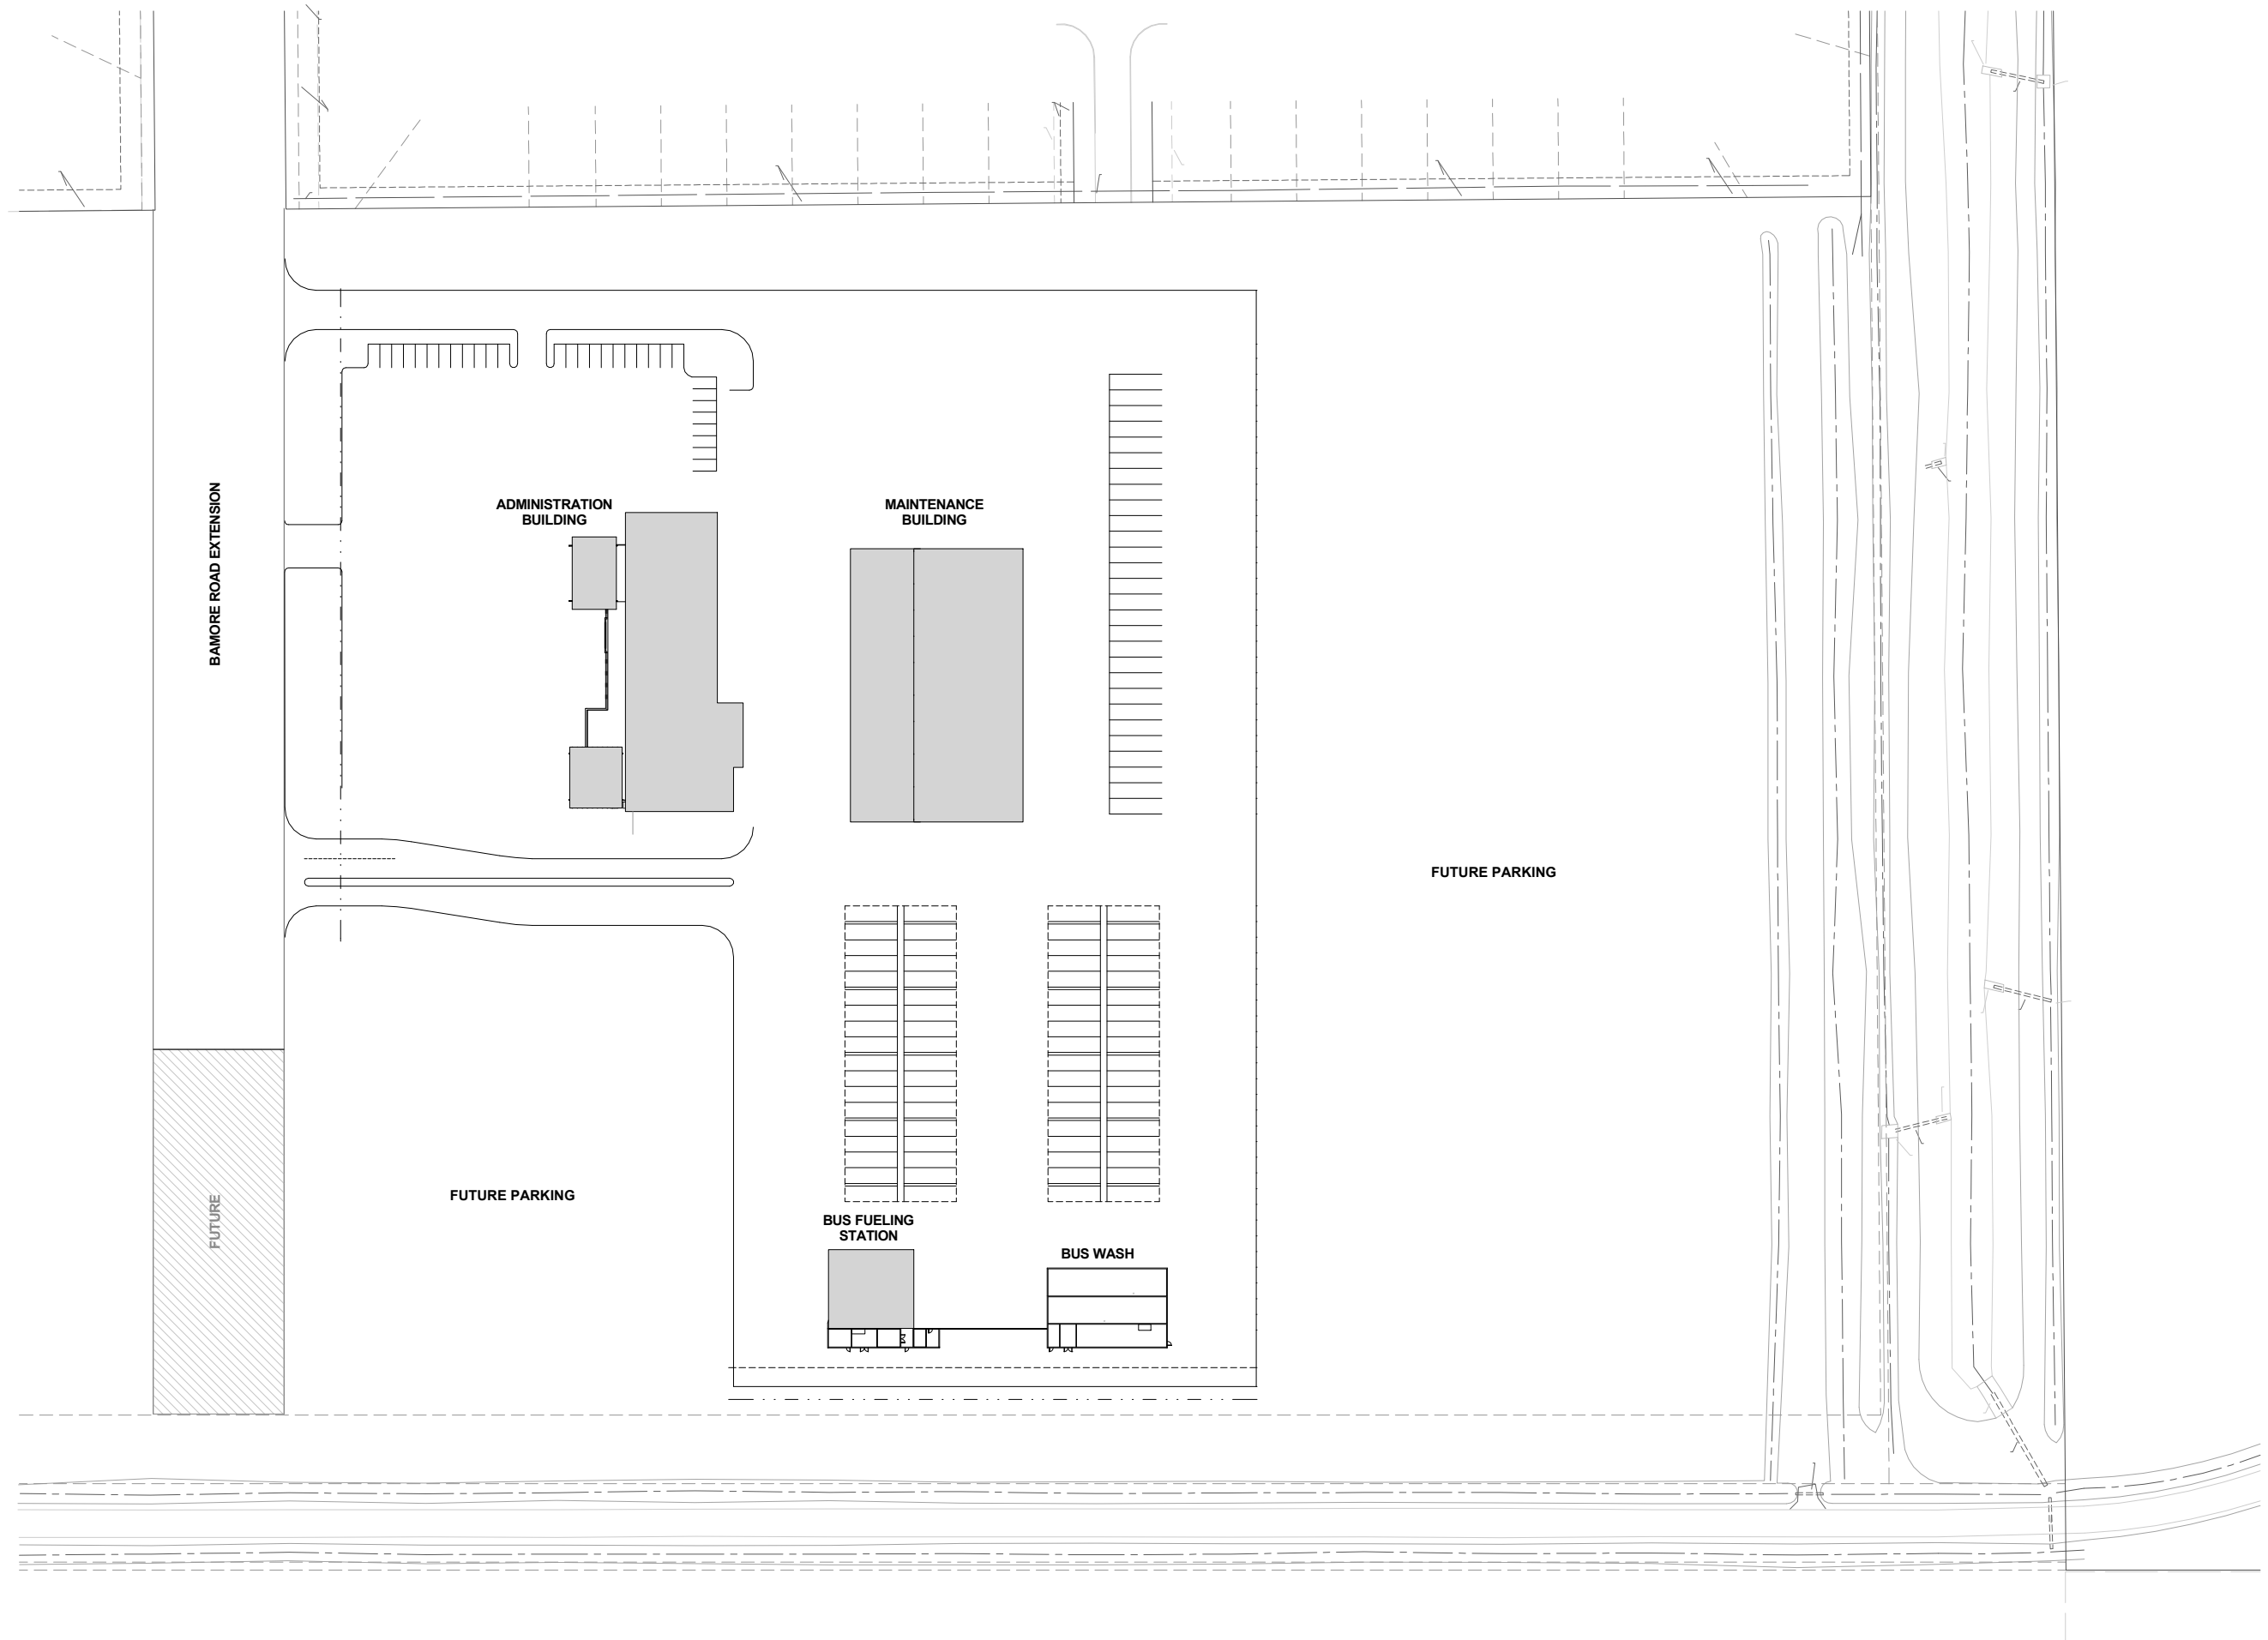 ADMINISTRATION
BUILDING
MAINTENANCE
BUILDING
BAMORE ROAD EXTENSION
FUTURE PARKING
FUTURE PARKING
FUTURE
BUS FUELING
STATION
BUS WASH